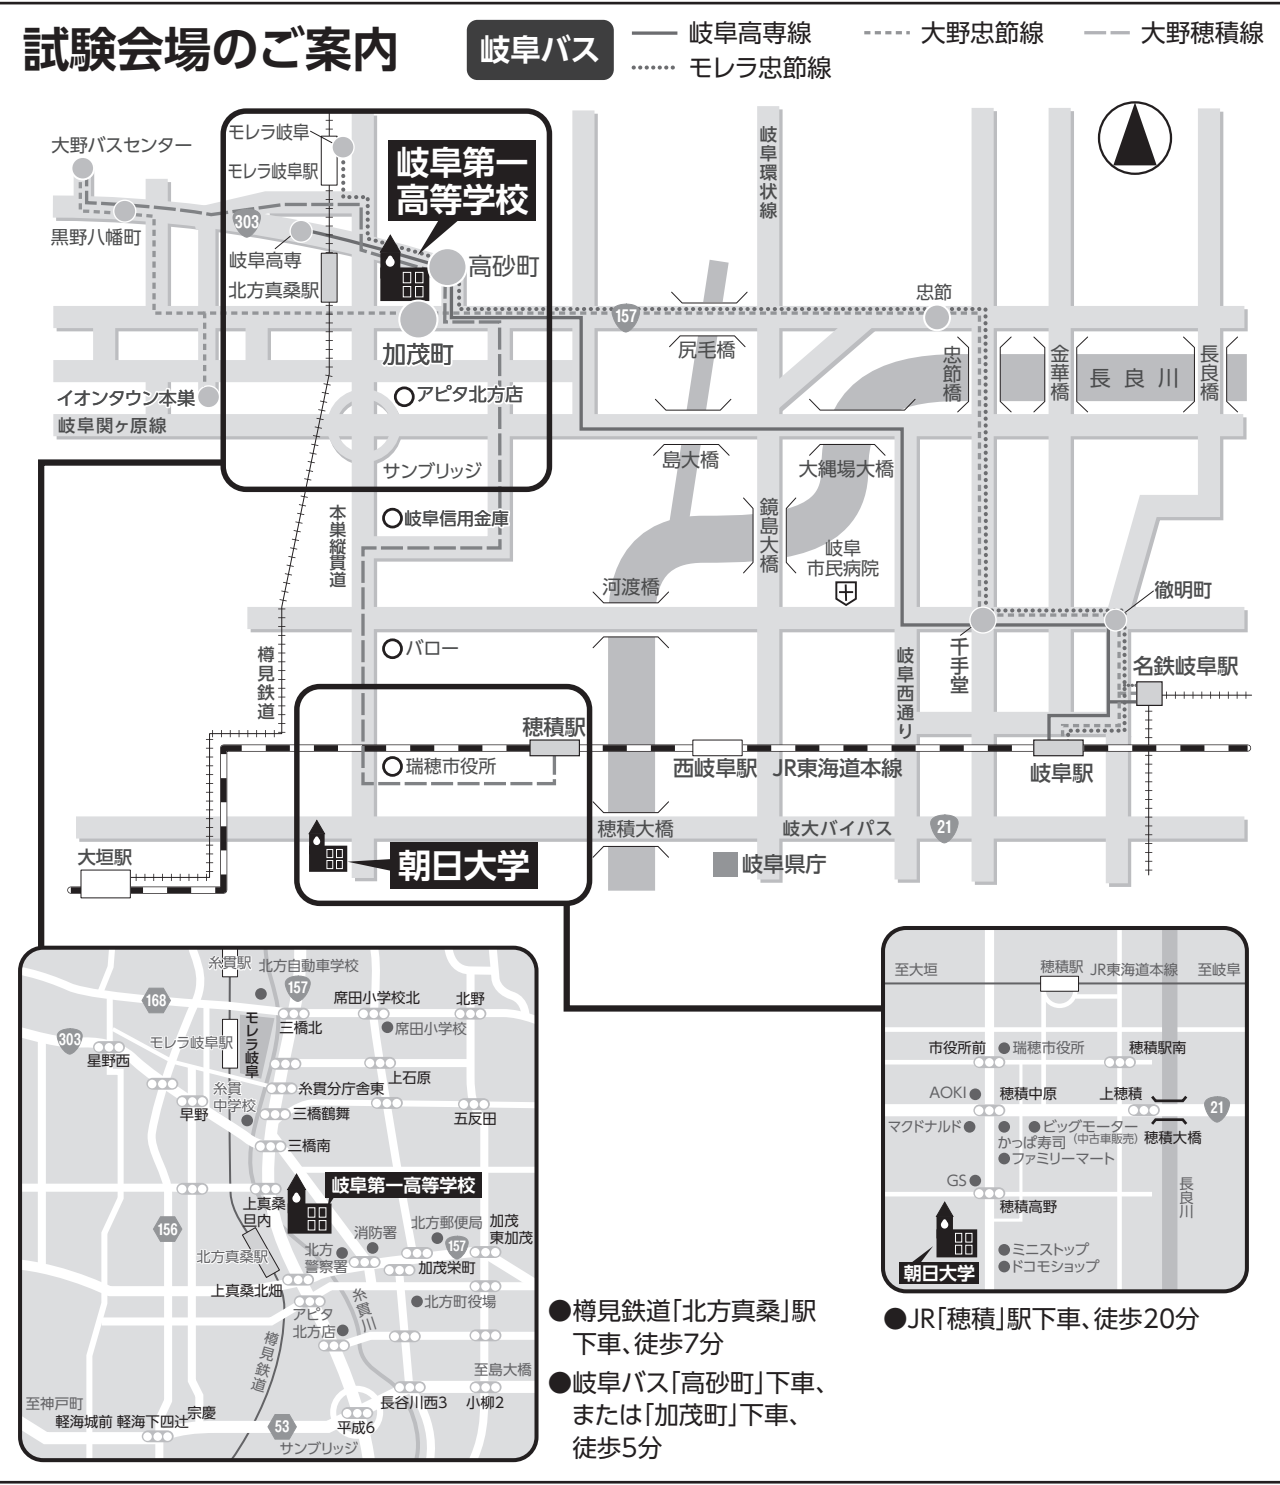 試験会場のご案内
岐阜バス
岐阜高専線
大野忠節線
大野穂積線
モレラ忠節線
大野バスセンター
黒野八幡町
モレラ岐阜
モレラ岐阜駅
岐阜第一
高等学校
303
岐阜高専
北方真桑駅
高砂町
加茂町
イオンタウン本巣
岐阜関ヶ原線
アピタ北方店
サンブリッジ
岐阜環状線
157
忠節
尻毛橋
忠節橋
金華橋
長良川
長良橋
島大橋
大縄場大橋
本巣縦貫道
岐阜信用金庫
鏡島大橋
岐阜
市民病院
河渡橋
徹明町
樽見鉄道
バロー
千手堂
岐阜西通り
名鉄岐阜駅
穂積駅
瑞穂市役所
西岐阜駅
JR東海道本線
岐阜駅
穂積大橋
岐大バイパス
21
大垣駅
朝日大学
岐阜県庁
糸貫駅
北方自動車学校
157
168
席田小学校北
北野
三橋北
席田小学校
303
星野西
モレラ岐阜駅
モレラ岐阜
上石原
糸貫分庁舎東
糸貫
中学校
早野
三橋鶴舞
五反田
三橋南
岐阜第一高等学校
上真桑
旦内
156
北方真桑駅
北方
警察署
消防署
北方郵便局
加茂
東加茂
157
加茂栄町
上真桑北畑
北方町役場
アピタ
北方店
糸貫川
樽見鉄道
至島大橋
至神戸町
軽海城前
軽海下四辻
宗慶
53
サンブリッジ
平成6
長谷川西3
小柳2
●樽見鉄道「北方真桑」駅
下車、徒歩7分
●岐阜バス「高砂町」下車、
または「加茂町」下車、
徒歩5分
至大垣
穂積駅
JR東海道本線
至岐阜
市役所前
瑞穂市役所
穂積駅南
AOKI
穂積中原
上穂積
21
マクドナルド
ビッグモーター
(中古車販売)
かっぱ寿司
穂積大橋
ファミリーマート
GS
穂積高野
長良川
ミニストップ
ドコモショップ
朝日大学
●JR「穂積」駅下車、徒歩20分